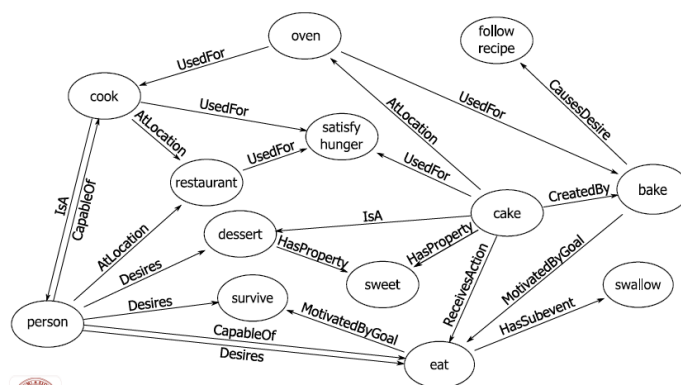 oven
follow
recipe
UsedFor
cook
UsedFor
UsedFor
CausesDesire
AtLocation
satisfy
hunger
AtLocation
UsedFor
restaurant
UsedFor
IsA
CapableOf
IsA
cake
CreatedBy
bake
AtLocation
dessert
HasProperty
HasProperty
Desires
sweet
ReceivesAction
MotivatedByGoal
swallow
Desires
survive
MotivatedByGoal
HasSubevent
person
CapableOf
Desires
eat